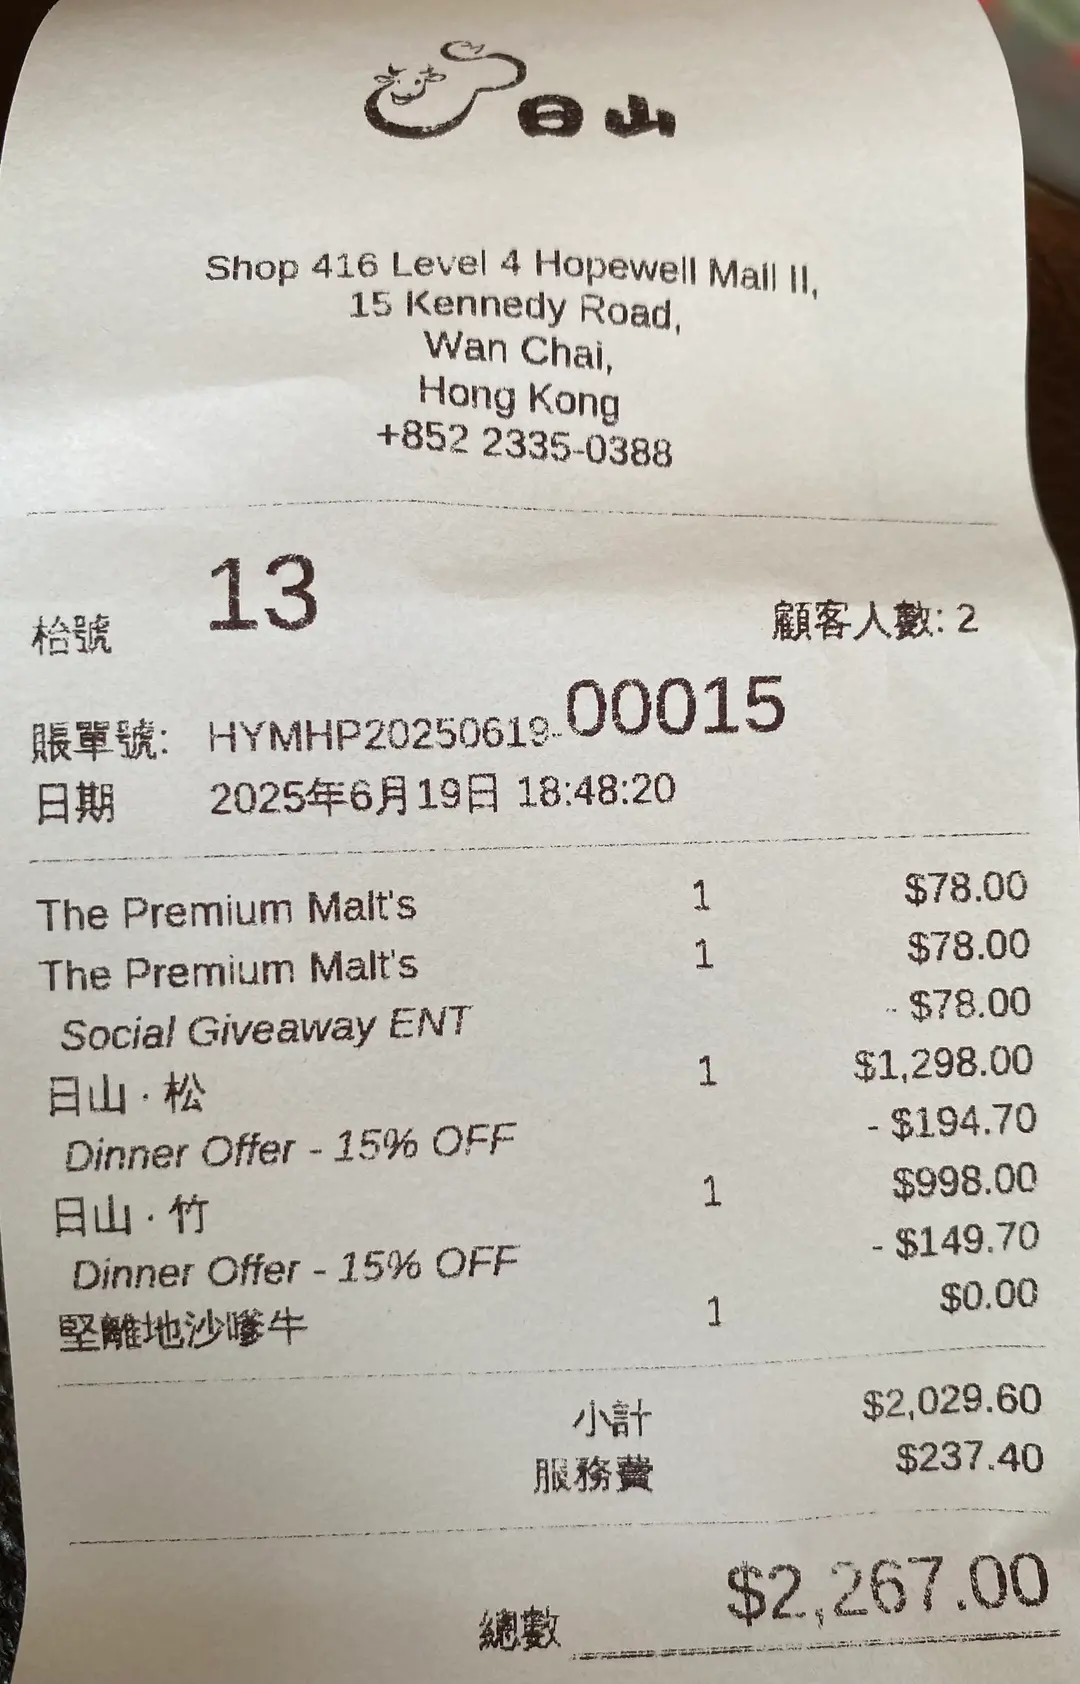 日山
Shop 416 Level 4 Hopewell Mall II,
15 Kennedy Road,
Wan Chai,
Hong Kong
+852 2335-0388
枱號 13 顧客人數: 2
賬單號: HYMHP20250619-00015
日期 2025年6月19日 18:48:20
The Premium Malt's 1 $78.00
The Premium Malt's 1 $78.00
Social Giveaway ENT - $78.00
日山 · 松 1 $1,298.00
Dinner Offer - 15% OFF - $194.70
日山 · 竹 1 $998.00
Dinner Offer - 15% OFF - $149.70
堅離地沙嗲牛 1 $0.00
小計 $2,029.60
服務費 $237.40
總數 $2,267.00